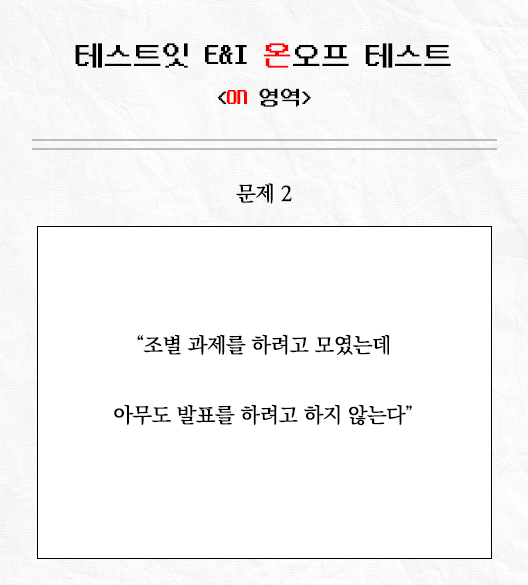 테스트잇 E&I 온오프 테스트
<on 영역>
문제 2
“조별 과제를 하려고 모였는데
아무도 발표를 하려고 하지 않는다”